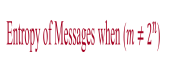 Entropy of Messages when (m ≠ 2ⁿ)